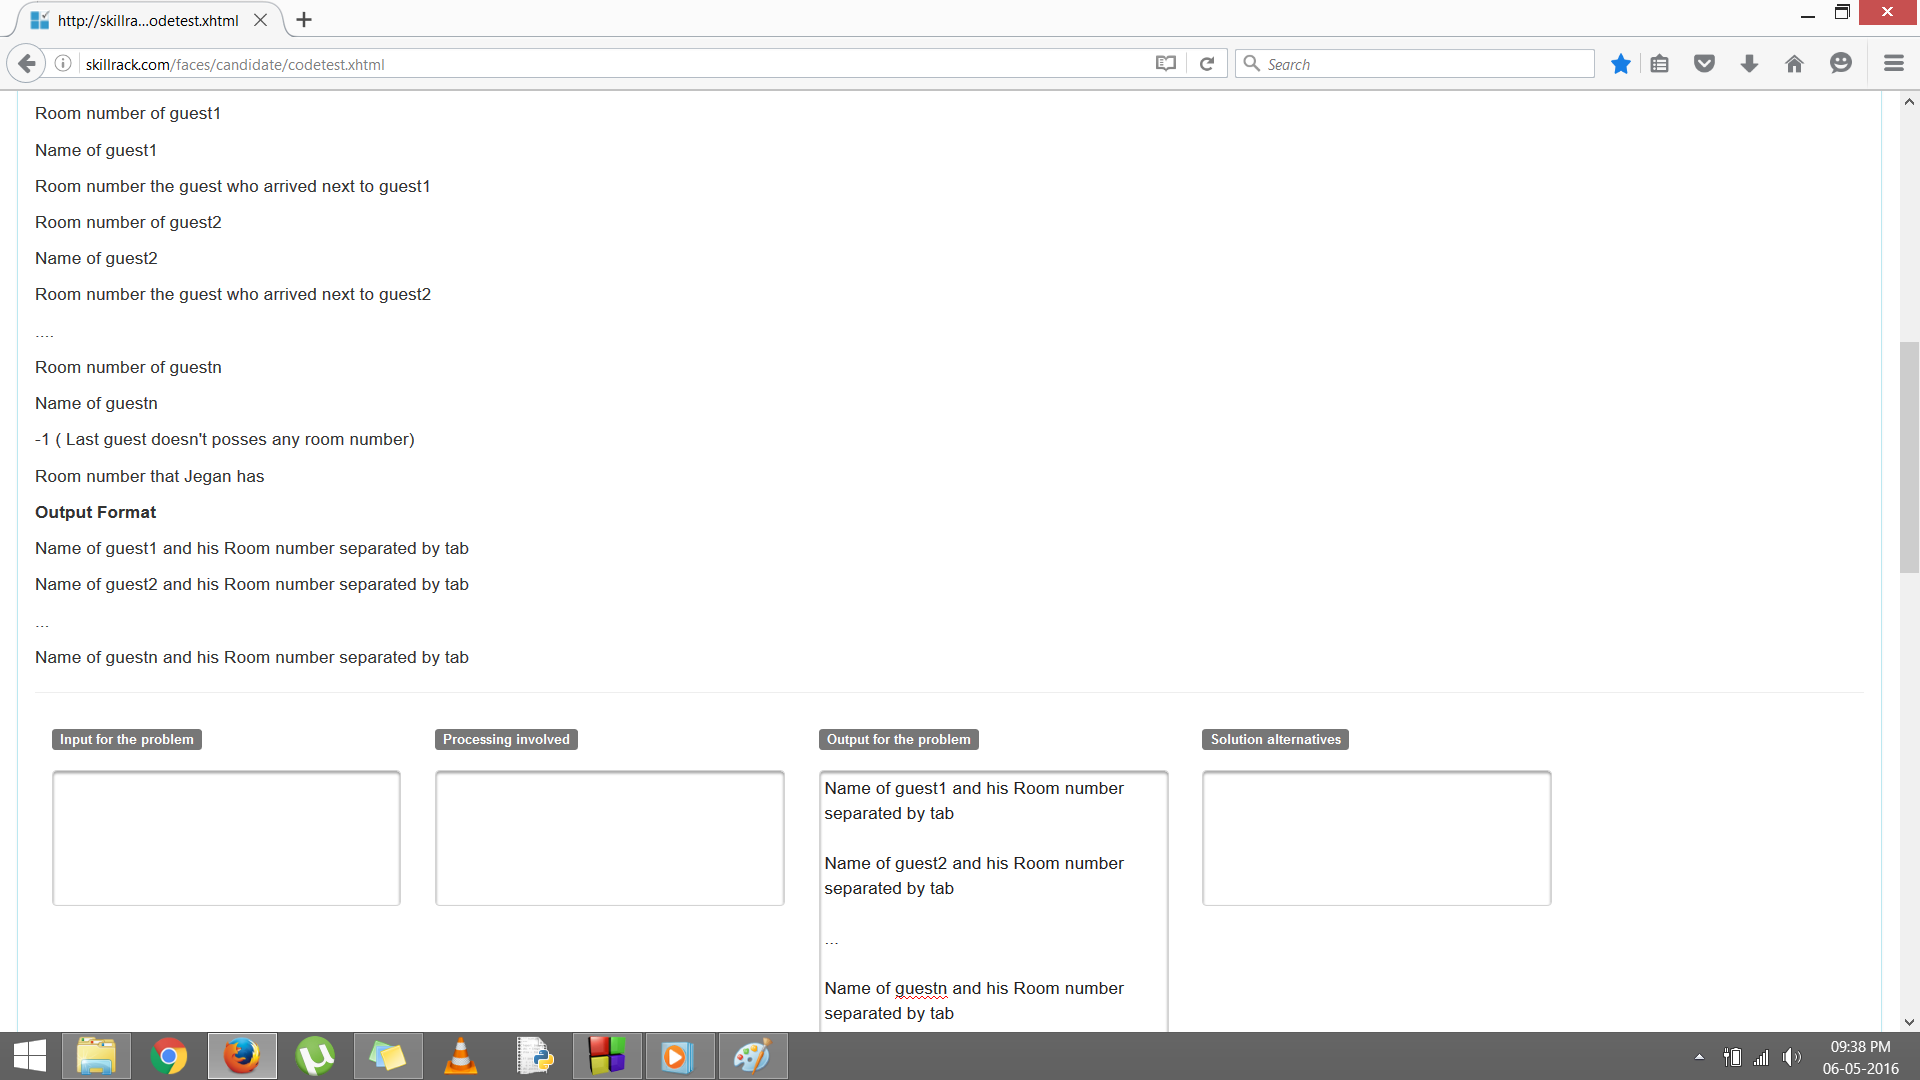 http://skillra...odetest.xhtml
skillrack.com/faces/candidate/codetest.xhtml
Search
Room number of guest1
Name of guest1
Room number the guest who arrived next to guest1
Room number of guest2
Name of guest2
Room number the guest who arrived next to guest2
....
Room number of guestn
Name of guestn
-1 ( Last guest doesn't posses any room number)
Room number that Jegan has
Output Format
Name of guest1 and his Room number separated by tab
Name of guest2 and his Room number separated by tab
...
Name of guestn and his Room number separated by tab
Input for the problem
Processing involved
Output for the problem
Solution alternatives
Name of guest1 and his Room number
separated by tab
Name of guest2 and his Room number
separated by tab
...
Name of guestn and his Room number
separated by tab
09:38 PM
06-05-2016